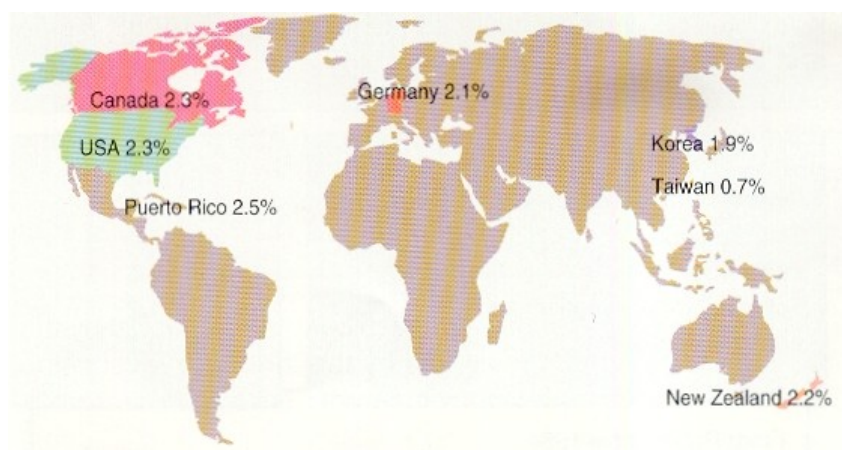 Germany 2.1%
Canada 2.3%
USA 2.3%
Korea 1.9%
Taiwan 0.7%
Puerto Rico 2.5%
New Zealand 2.2%